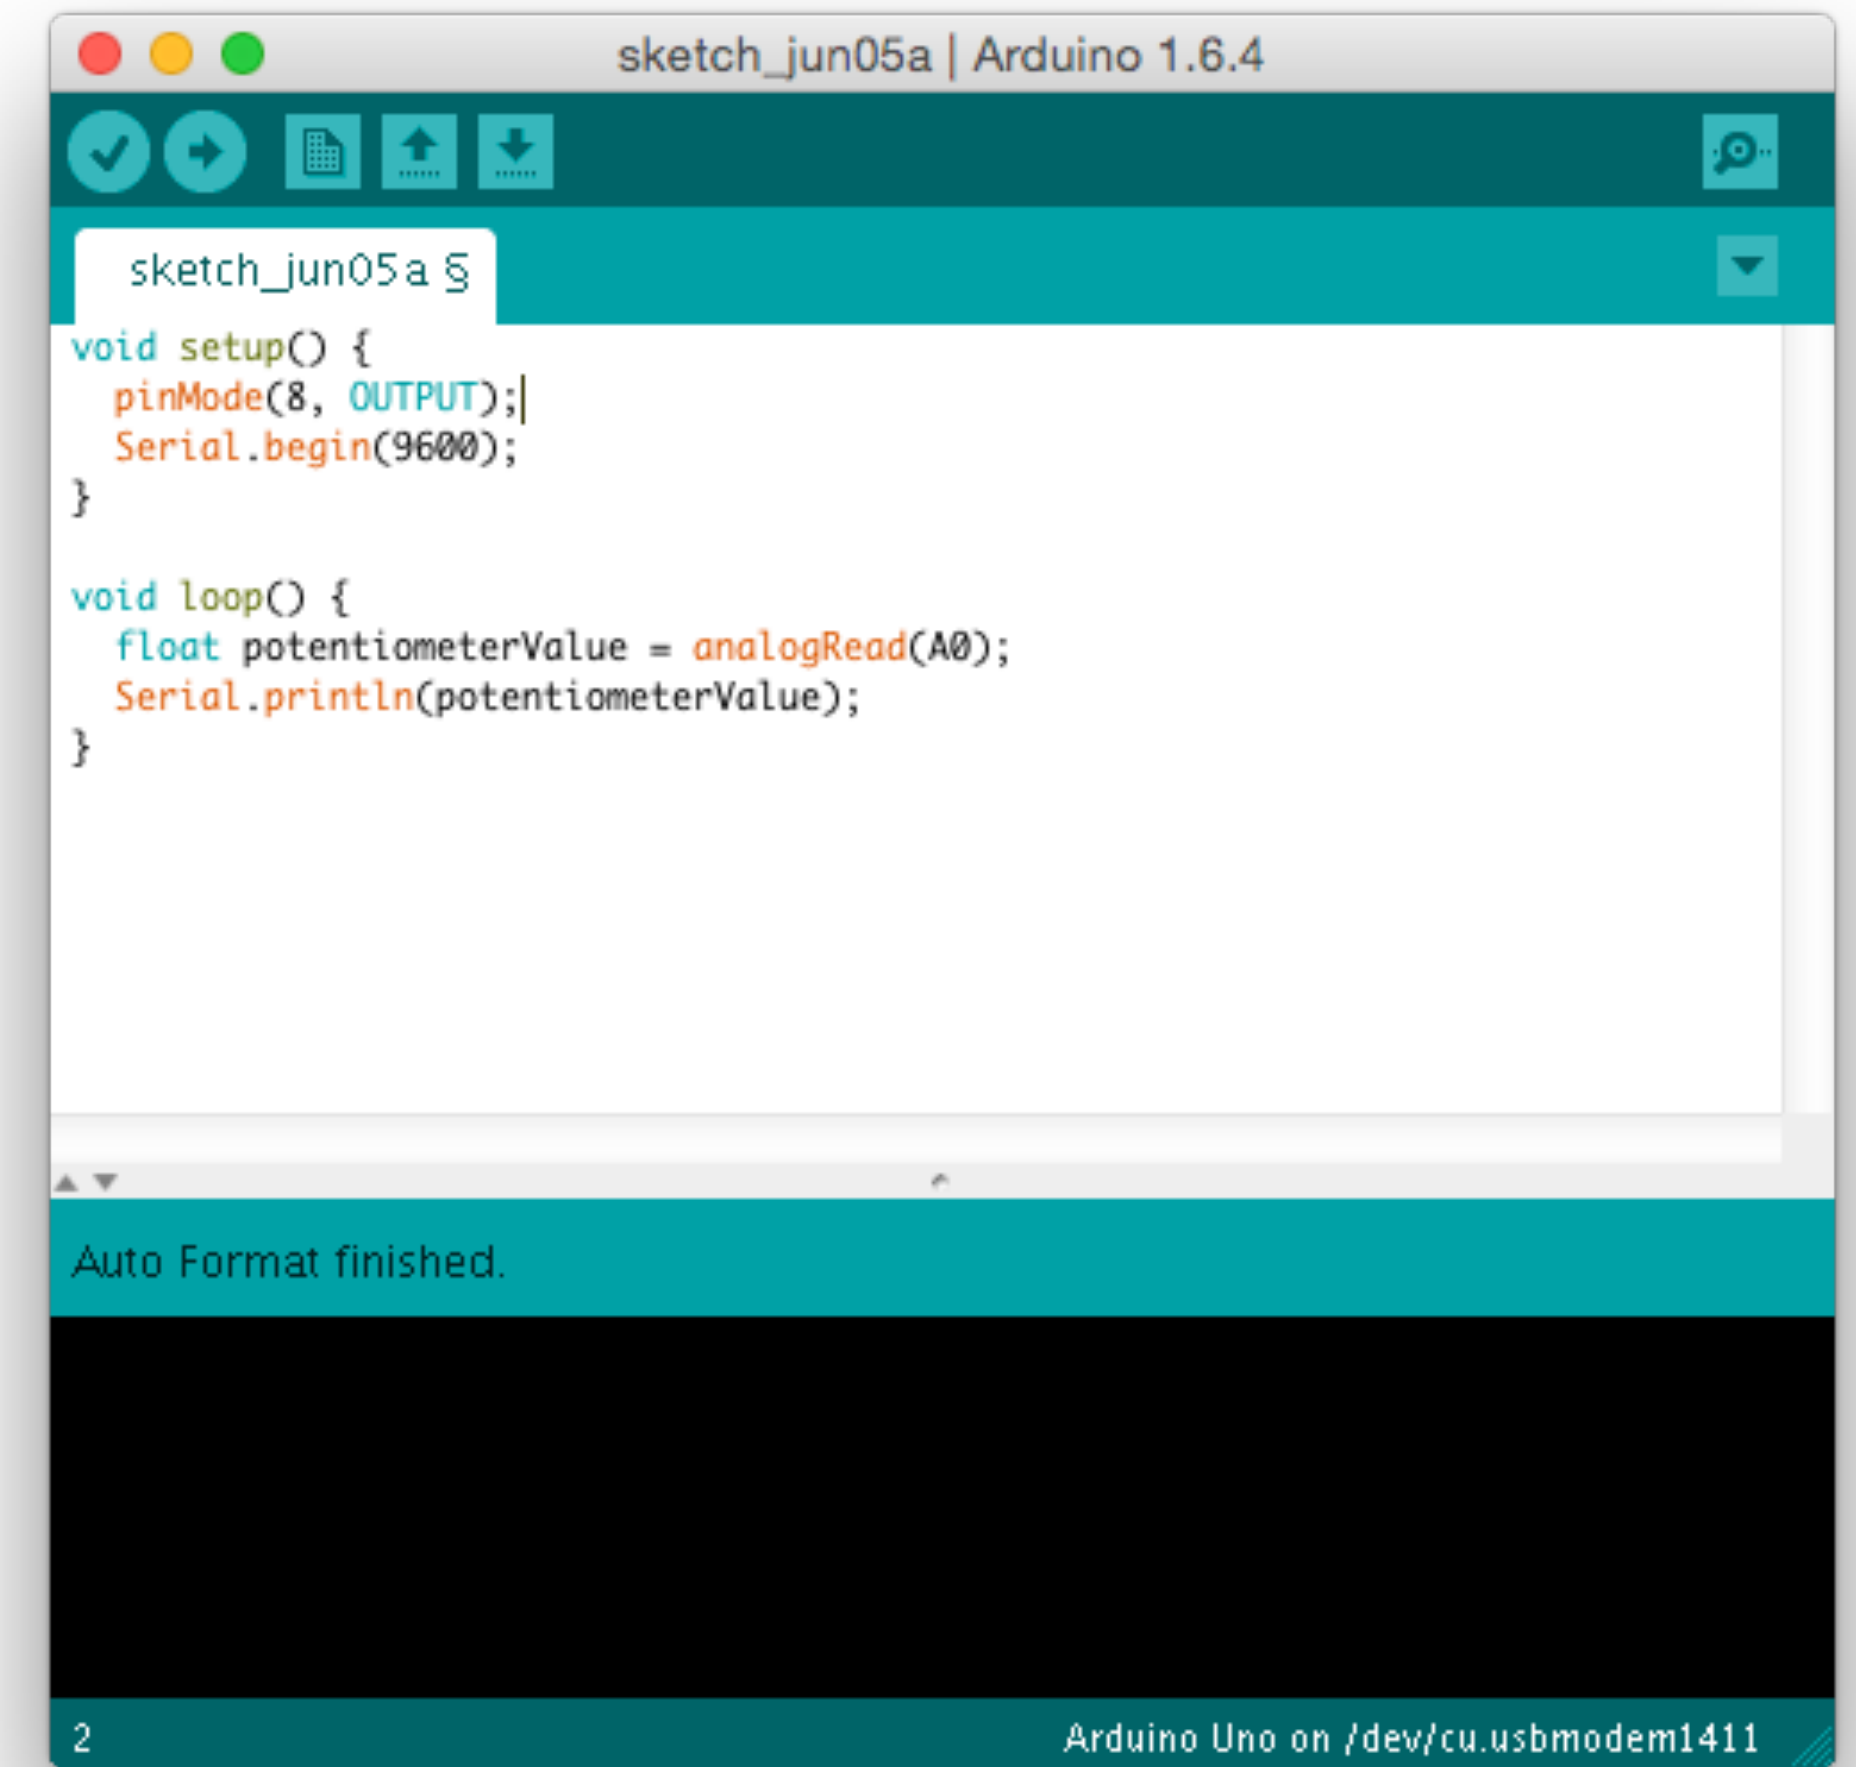 sketch_jun05a | Arduino 1.6.4
sketch_jun05a §
void setup() {
  pinMode(8, OUTPUT);
  Serial.begin(9600);
}
void loop() {
  float potentiometerValue = analogRead(A0);
  Serial.println(potentiometerValue);
}
Auto Format finished.
2
Arduino Uno on /dev/cu.usbmodem1411